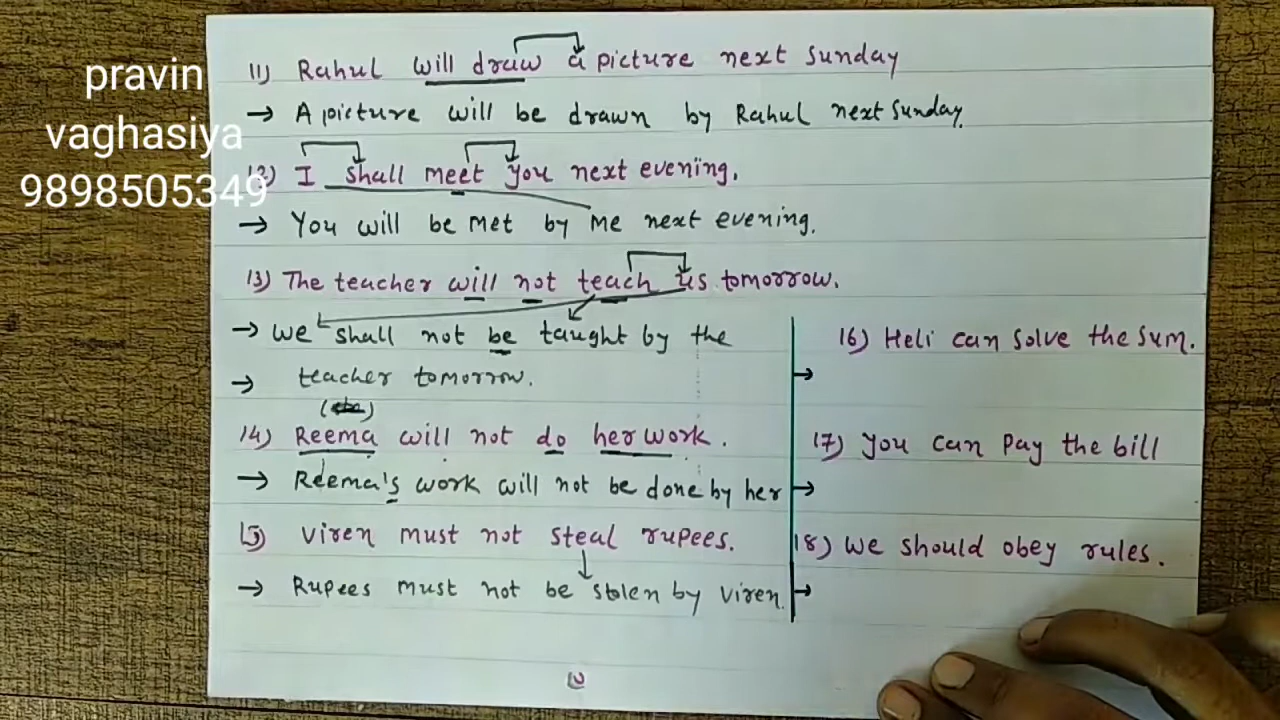 pravin
vaghasiya
9898505349
11) Rahul will draw a picture next sunday
→ A picture will be drawn by Rahul next sunday.
12) I shall meet you next evening.
→ You will be met by me next evening.
13) The teacher will not teach us tomorrow.
→ we shall not be taught by the
→ teacher tomorrow.
14) Reema will not do her work.
→ Reema's work will not be done by her
15) viren must not steal rupees.
→ Rupees must not be stolen by viren.
16) Heli can solve the sum.
→
17) you can pay the bill
→
18) we should obey rules.
→